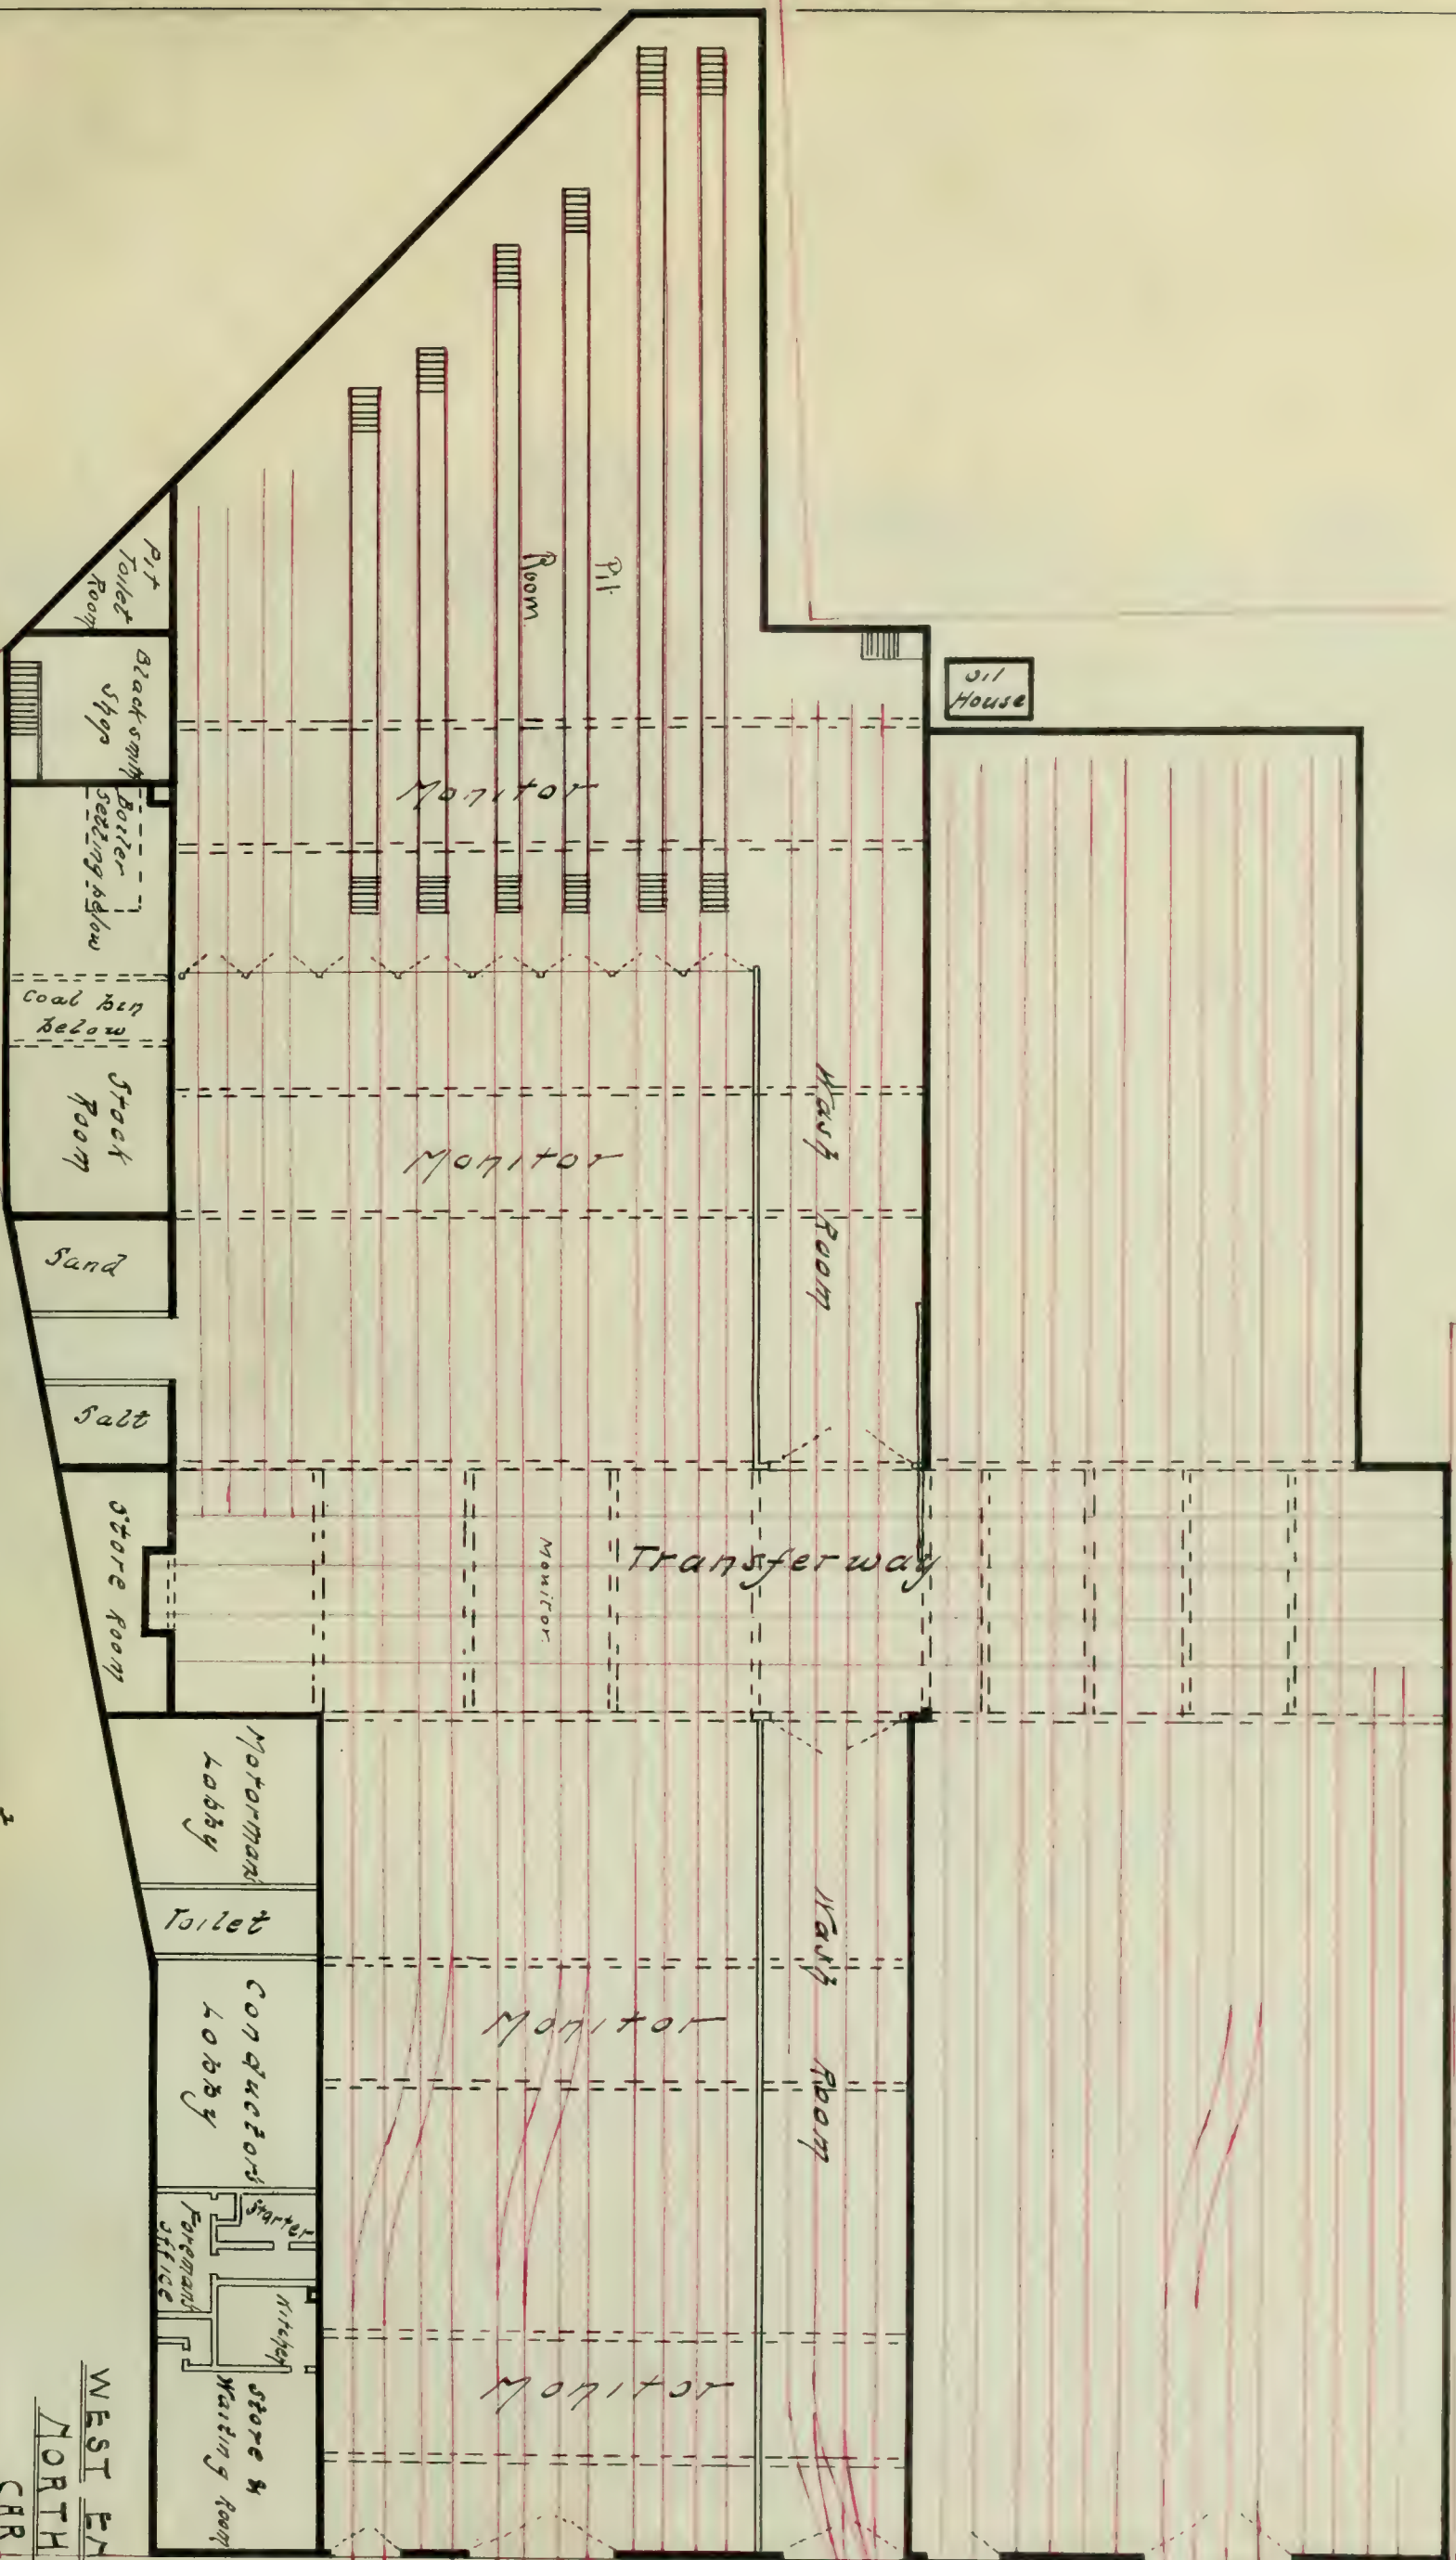 Oil
House
Pit
Toilet
Room
Pit
Room
Blacksmith
Shop
Boiler
Setting below
Monitor
Coal bin
below
Stock
Room
Monitor
Wash Room
Sand
Salt
Store Room
Monitor
Transferway
Motormans
Lobby
Toilet
Conductors
Lobby
Monitor
Wash Room
Starter
Foremans
Office
Kitchen
Store &
Waiting Room
Monitor
WEST EN
NORTH
CAR